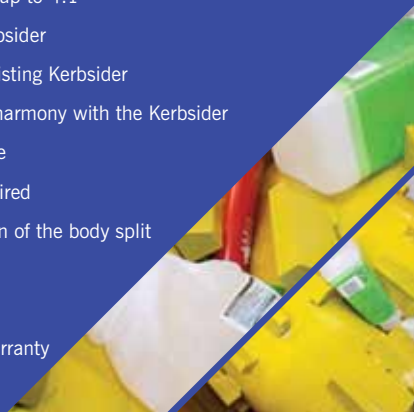 up to 4:1
bsider
isting Kerbsider
harmony with the Kerbsider
e
ired
n of the body split
rranty